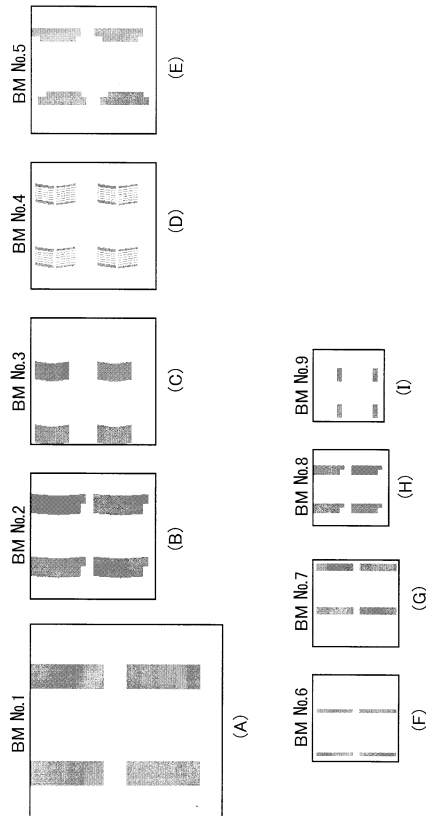 BM No.1
(A)
BM No.2
(B)
BM No.3
(C)
BM No.4
(D)
BM No.5
(E)
BM No.6
(F)
BM No.7
(G)
BM No.8
(H)
BM No.9
(I)